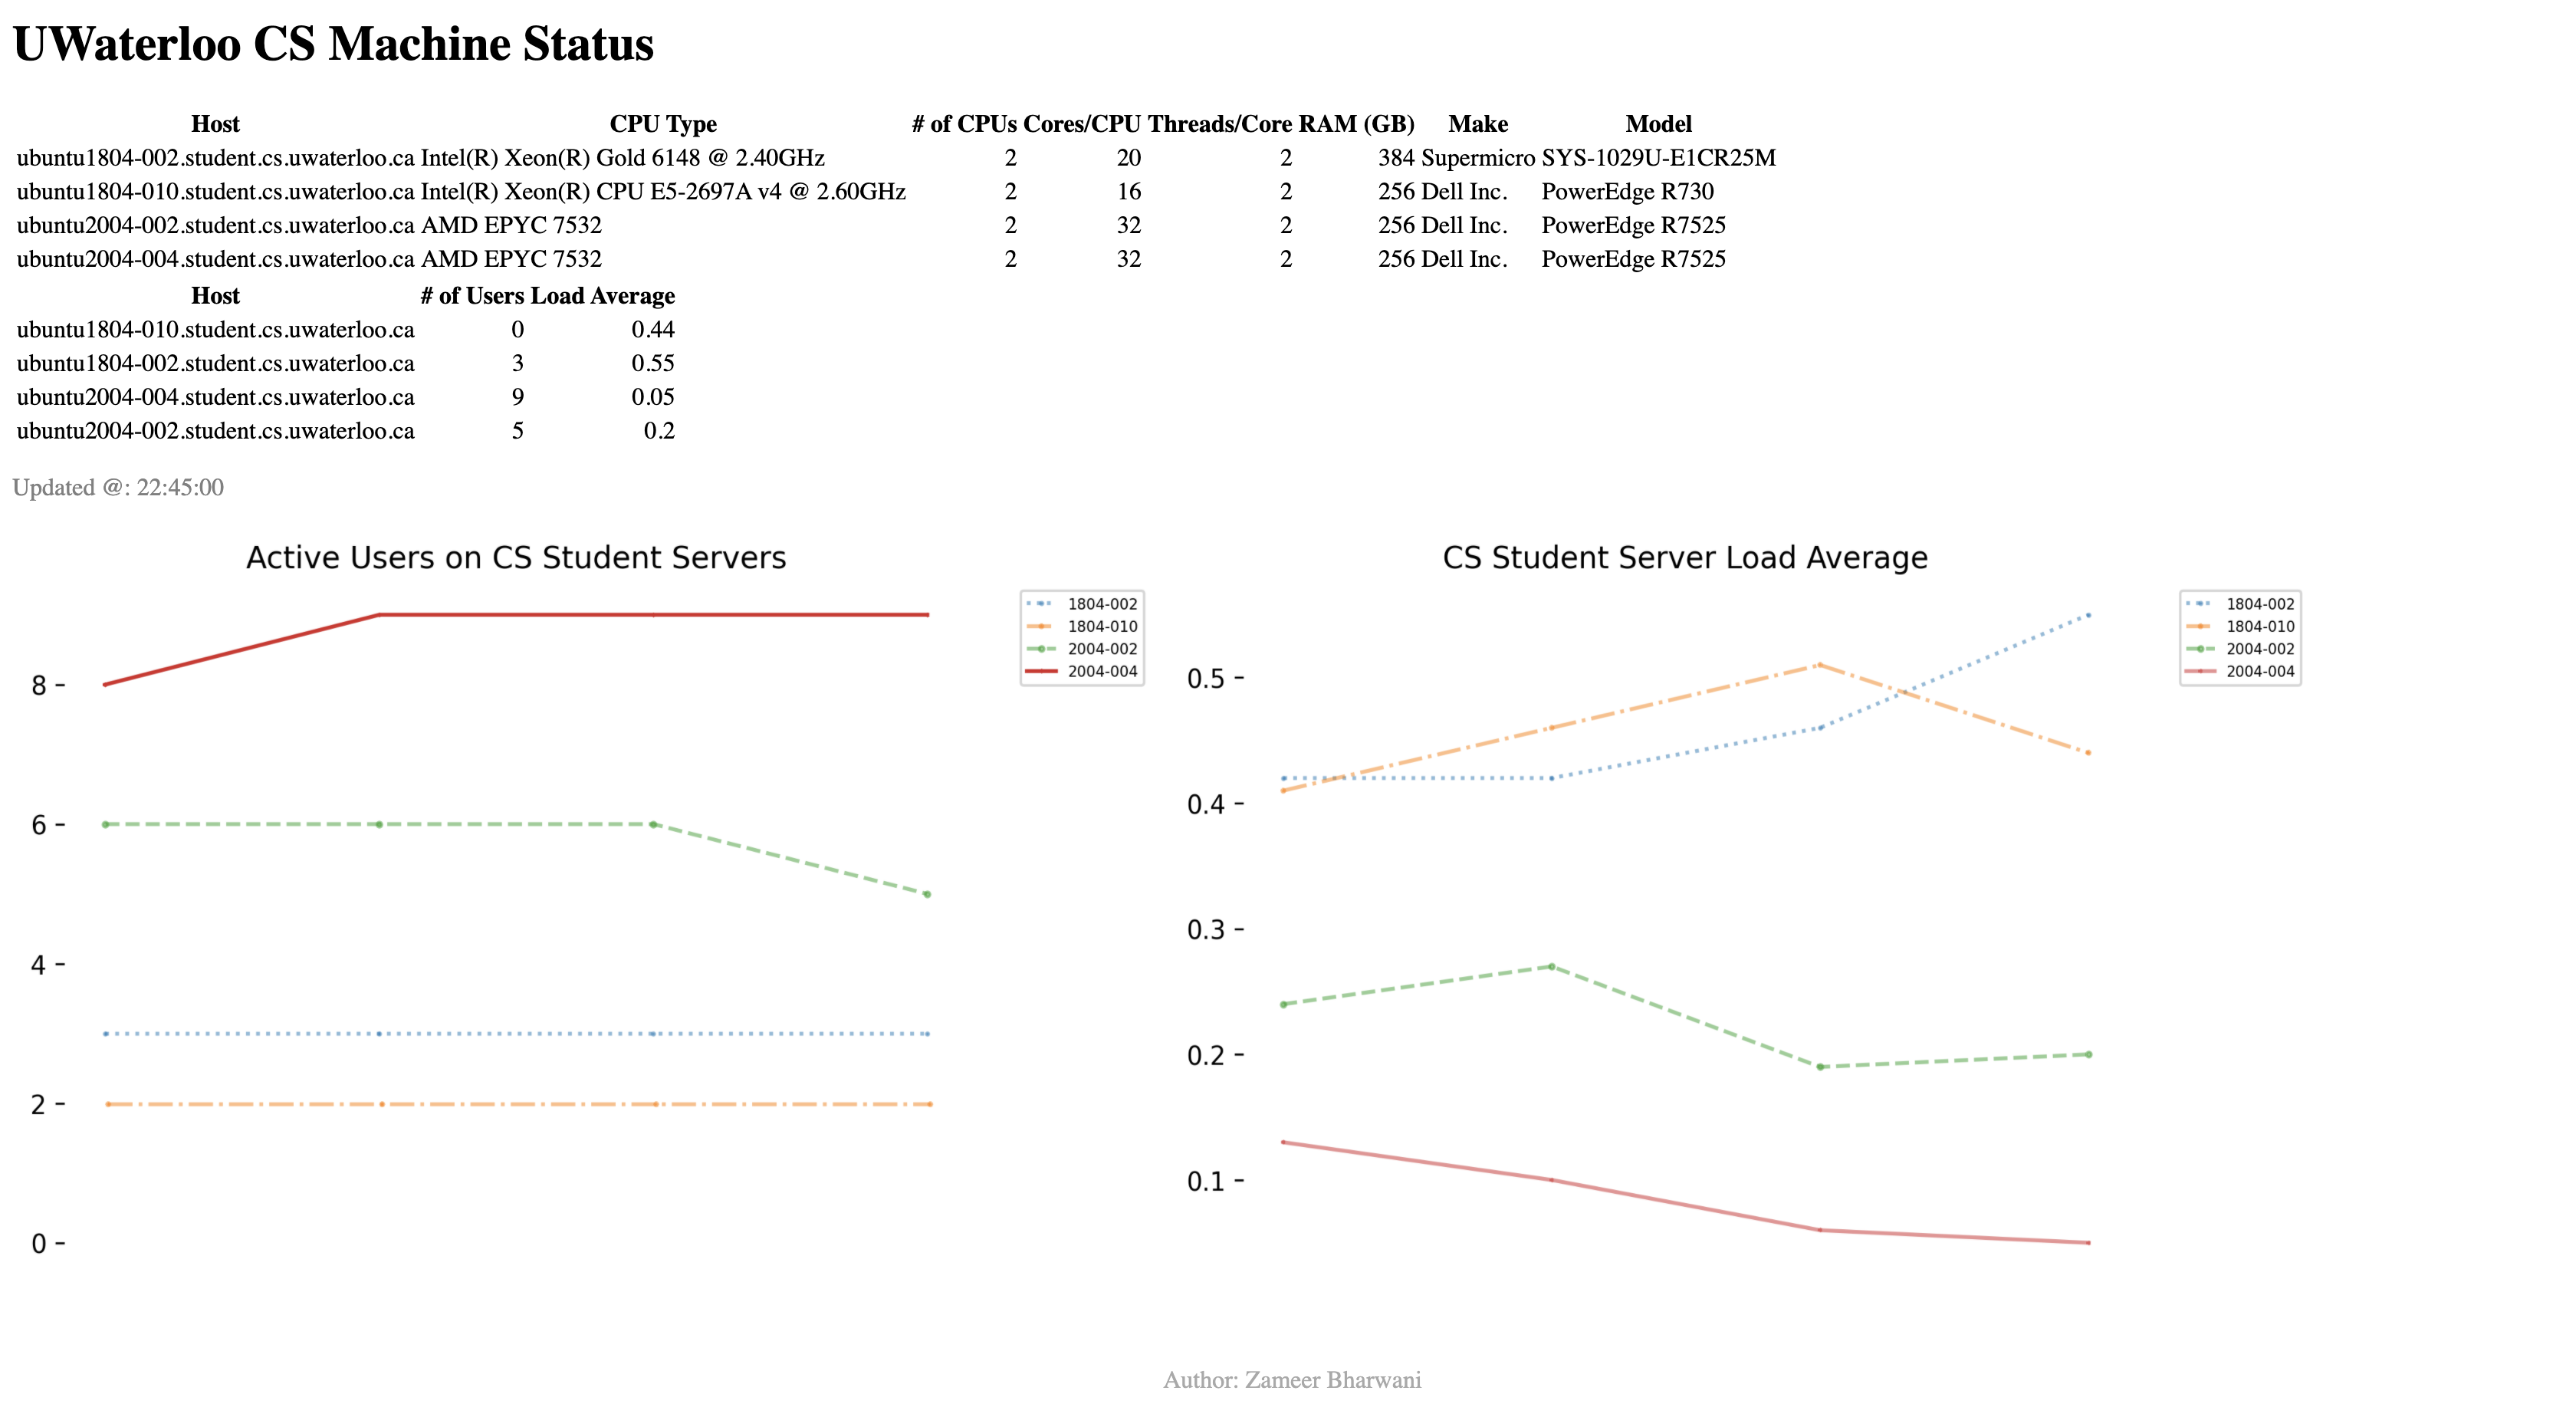 UWaterloo CS Machine Status
Host CPU Type # of CPUs Cores/CPU Threads/Core RAM (GB) Make Model
ubuntu1804-002.student.cs.uwaterloo.ca Intel(R) Xeon(R) Gold 6148 @ 2.40GHz 2 20 2 384 Supermicro SYS-1029U-E1CR25M
ubuntu1804-010.student.cs.uwaterloo.ca Intel(R) Xeon(R) CPU E5-2697A v4 @ 2.60GHz 2 16 2 256 Dell Inc. PowerEdge R730
ubuntu2004-002.student.cs.uwaterloo.ca AMD EPYC 7532 2 32 2 256 Dell Inc. PowerEdge R7525
ubuntu2004-004.student.cs.uwaterloo.ca AMD EPYC 7532 2 32 2 256 Dell Inc. PowerEdge R7525
Host # of Users Load Average
ubuntu1804-010.student.cs.uwaterloo.ca 0 0.44
ubuntu1804-002.student.cs.uwaterloo.ca 3 0.55
ubuntu2004-004.student.cs.uwaterloo.ca 9 0.05
ubuntu2004-002.student.cs.uwaterloo.ca 5 0.2
Updated @: 22:45:00
Active Users on CS Student Servers
1804-002
1804-010
2004-002
2004-004
8
6
4
2
0
CS Student Server Load Average
1804-002
1804-010
2004-002
2004-004
0.5
0.4
0.3
0.2
0.1
Author: Zameer Bharwani